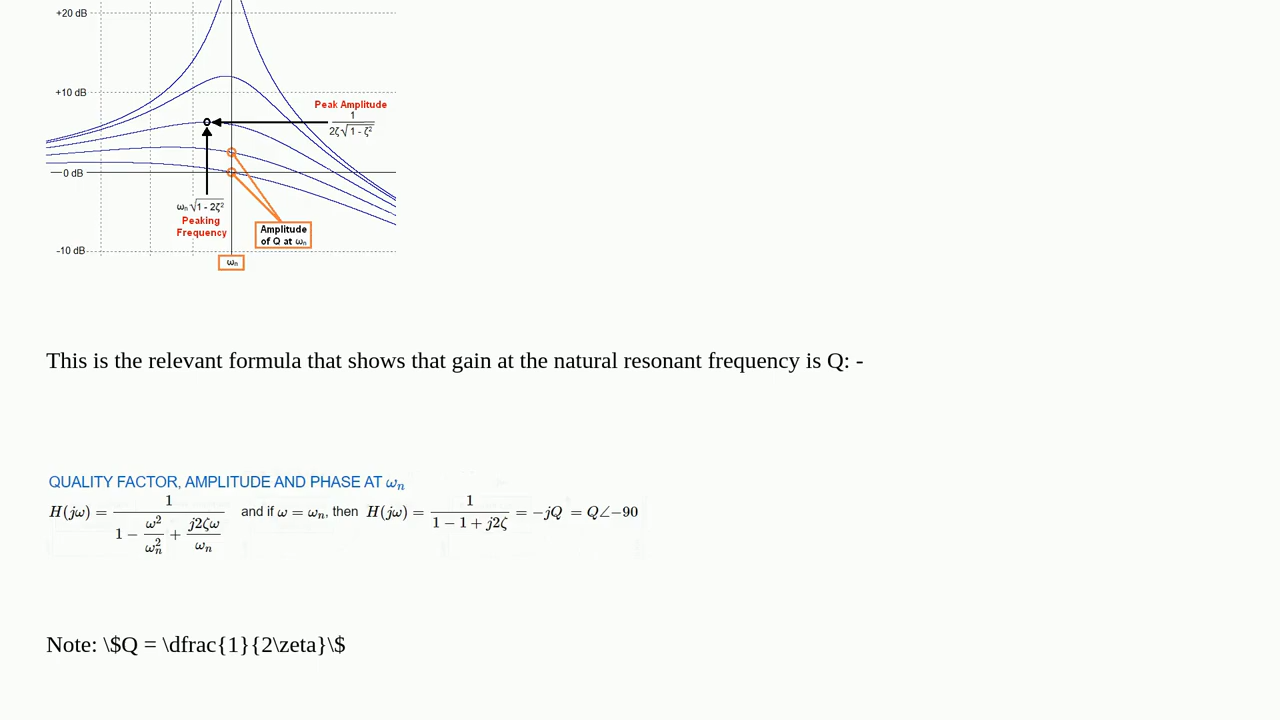 +20 dB
+10 dB
Peak Amplitude
1
2ζ√1 - ζ²
0 dB
ωn √1 - 2ζ²
Peaking
Frequency
Amplitude
of Q at ωn
-10 dB
ωn
This is the relevant formula that shows that gain at the natural resonant frequency is Q: -
QUALITY FACTOR, AMPLITUDE AND PHASE AT ωn
H(jω) = 1 / (1 − ω²/ωn² + j2ζω/ωn) and if ω = ωn, then H(jω) = 1 / (1 − 1 + j2ζ) = −jQ = Q∠−90
Note: \$Q = \dfrac{1}{2\zeta}\$